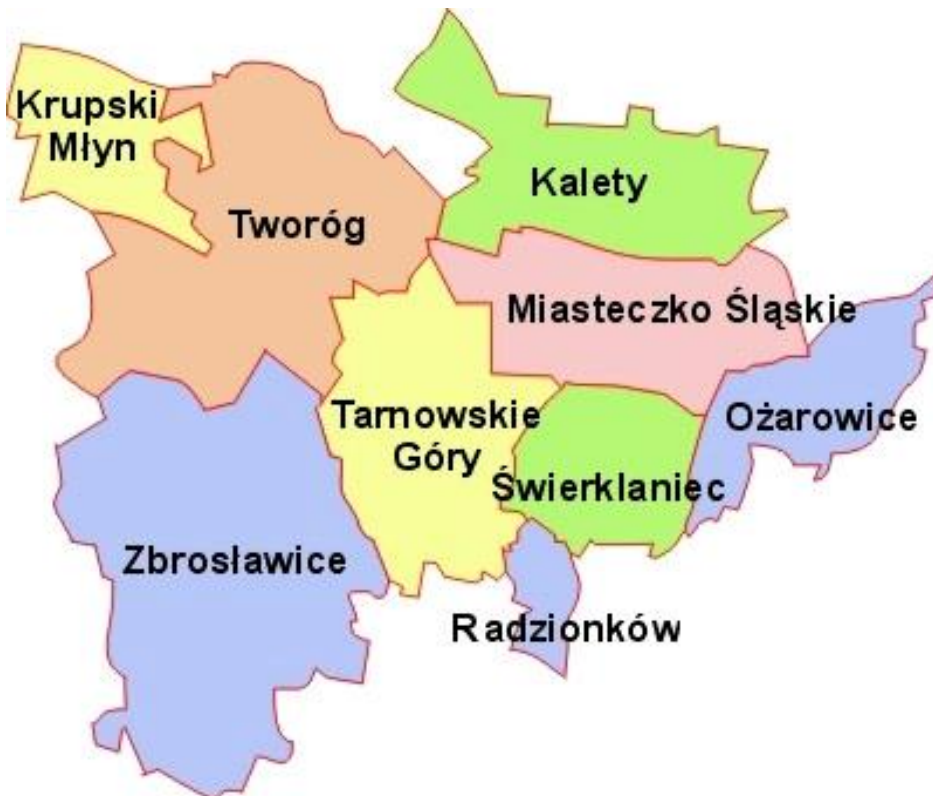 Krupski
Młyn
Kalety
Tworóg
Miasteczko Śląskie
Tarnowskie
Góry
Ożarowice
Świerklaniec
Zbrosławice
Radzionków